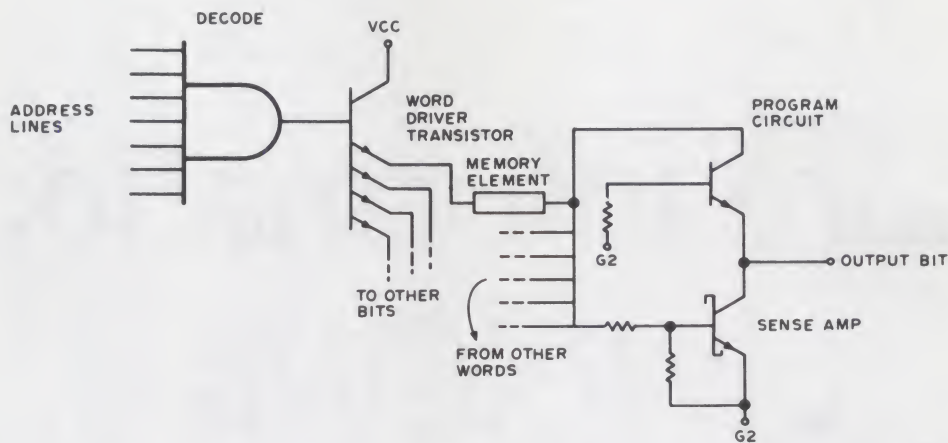 DECODE
VCC
ADDRESS
LINES
WORD
DRIVER
TRANSISTOR
MEMORY
ELEMENT
PROGRAM
CIRCUIT
G2
OUTPUT BIT
TO OTHER
BITS
SENSE AMP
FROM OTHER
WORDS
G2